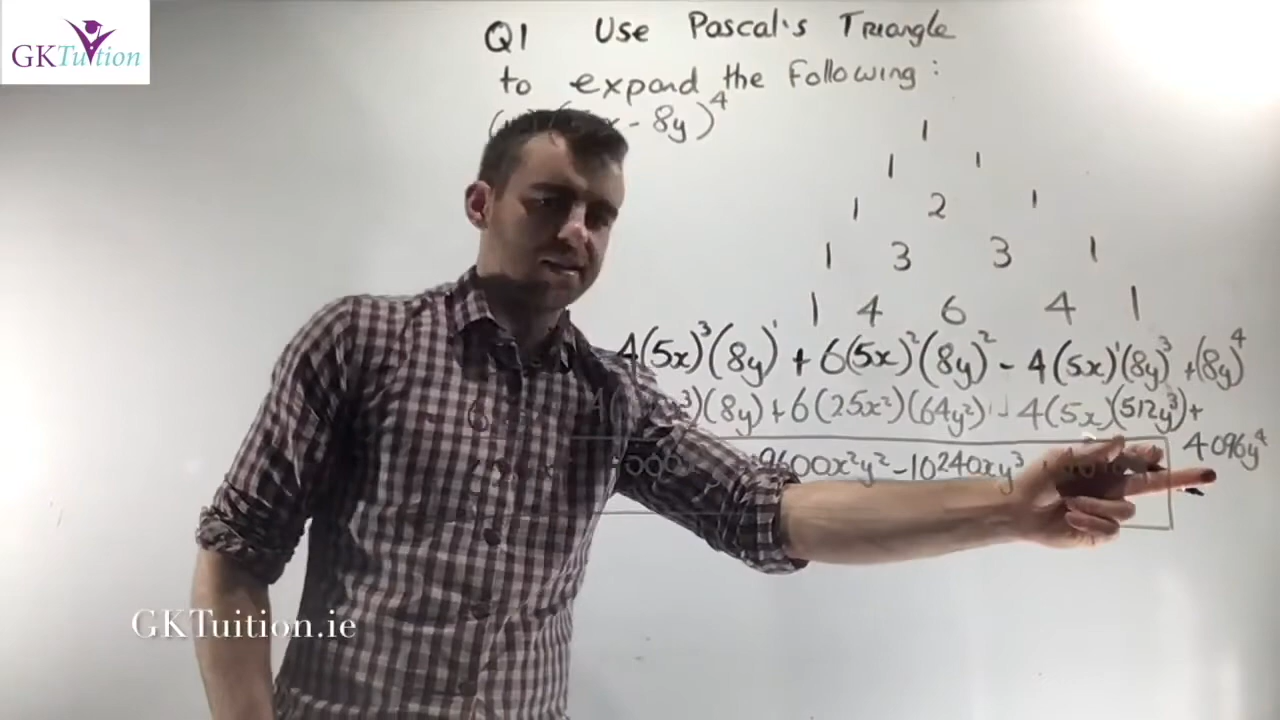 GKTuition
Q1 Use Pascal's Triangle
to expand the following:
- 8y)⁴
1
1 1
1 2 1
1 3 3 1
1 4 6 4 1
4(5x)³(8y)¹ + 6(5x)²(8y)² - 4(5x)¹(8y)³ + (8y)⁴
)(8y) + 6(25x²)(64y²) - 4(5x)(512y³) +
4096y⁴
9600x²y² - 10240xy³
GKTuition.ie